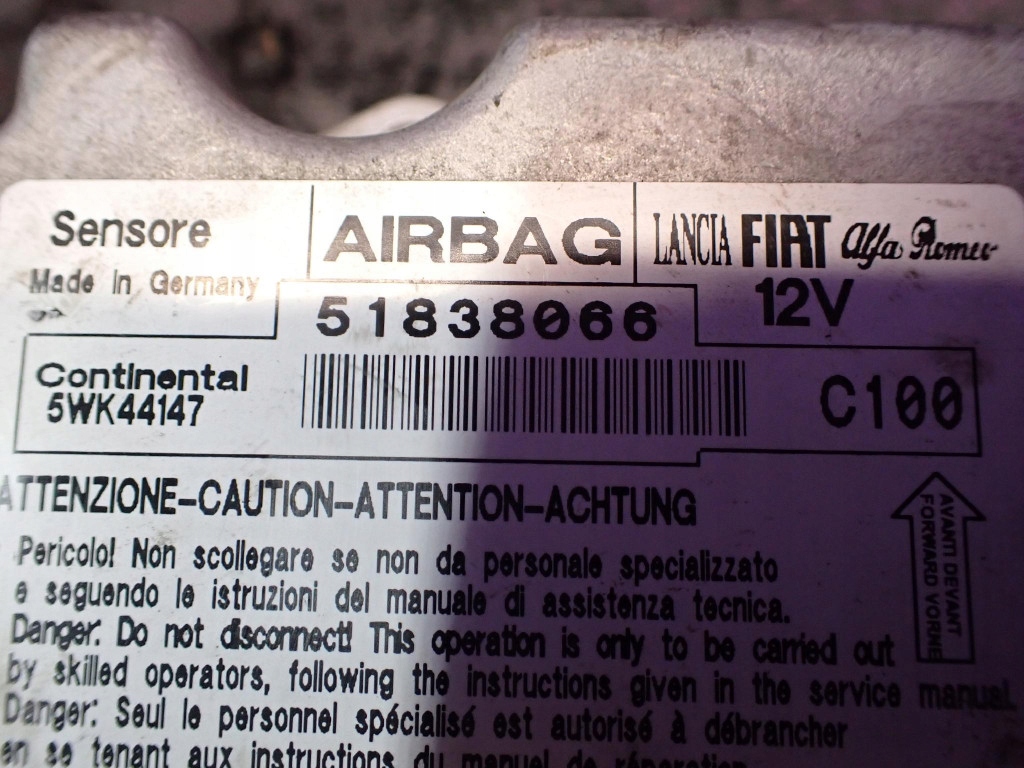 Sensore AIRBAG LANCIA FIAT Alfa Romeo
Made In Germany 12V
51838066
Continental
5WK44147 C100
ATTENZIONE-CAUTION-ATTENTION-ACHTUNG
AVANTI DEVANT
FORWARD VORNE
Pericolo! Non scollegare se non da personale specializzato
e seguendo le istruzioni del manuale di assistenza tecnica.
Danger: Do not disconnect! This operation is only to be carried out
by skilled operators, following the instructions given in the service manual.
Danger: Seul le personnel spécialisé est autorisé à débrancher
en se tenant aux instructions du manuel de réparation